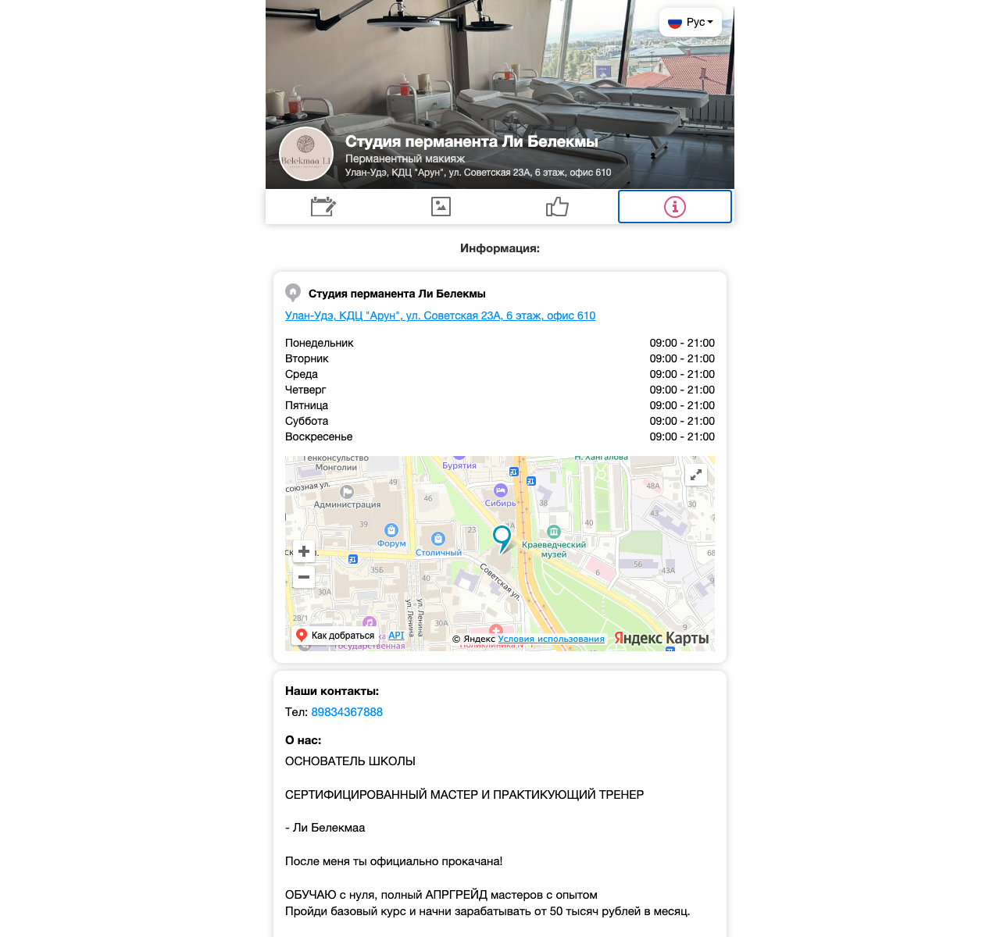 Рус
Belekmaa Li
Студия перманента Ли Белекмы
Перманентный макияж
Улан-Удэ, КДЦ "Арун", ул. Советская 23А, 6 этаж, офис 610
Информация:
Студия перманента Ли Белекмы
Улан-Удэ, КДЦ "Арун", ул. Советская 23А, 6 этаж, офис 610
Понедельник 09:00 - 21:00
Вторник 09:00 - 21:00
Среда 09:00 - 21:00
Четверг 09:00 - 21:00
Пятница 09:00 - 21:00
Суббота 09:00 - 21:00
Воскресенье 09:00 - 21:00
Генконсульство
Монголии
Бурятия
Н. Хангалова
союзная ул.
49
46
48А
Администрация
Сибирь
38
39
1А
40
43
30
68
Форум
23
Столичный
Краеведческий
музей
56
43А
6
35Б
40
Советская ул.
30А
ул. Ленина
ул. Ленина
28/1
30А
Как добраться
API
государственная
© Яндекс Условия использования
Яндекс Карты
Поликлиника №
Наши контакты:
Тел: 89834367888
О нас:
ОСНОВАТЕЛЬ ШКОЛЫ
СЕРТИФИЦИРОВАННЫЙ МАСТЕР И ПРАКТИКУЮЩИЙ ТРЕНЕР
- Ли Белекмаа
После меня ты официально прокачана!
ОБУЧАЮ с нуля, полный АПРГРЕЙД мастеров с опытом
Пройди базовый курс и начни зарабатывать от 50 тысяч рублей в месяц.